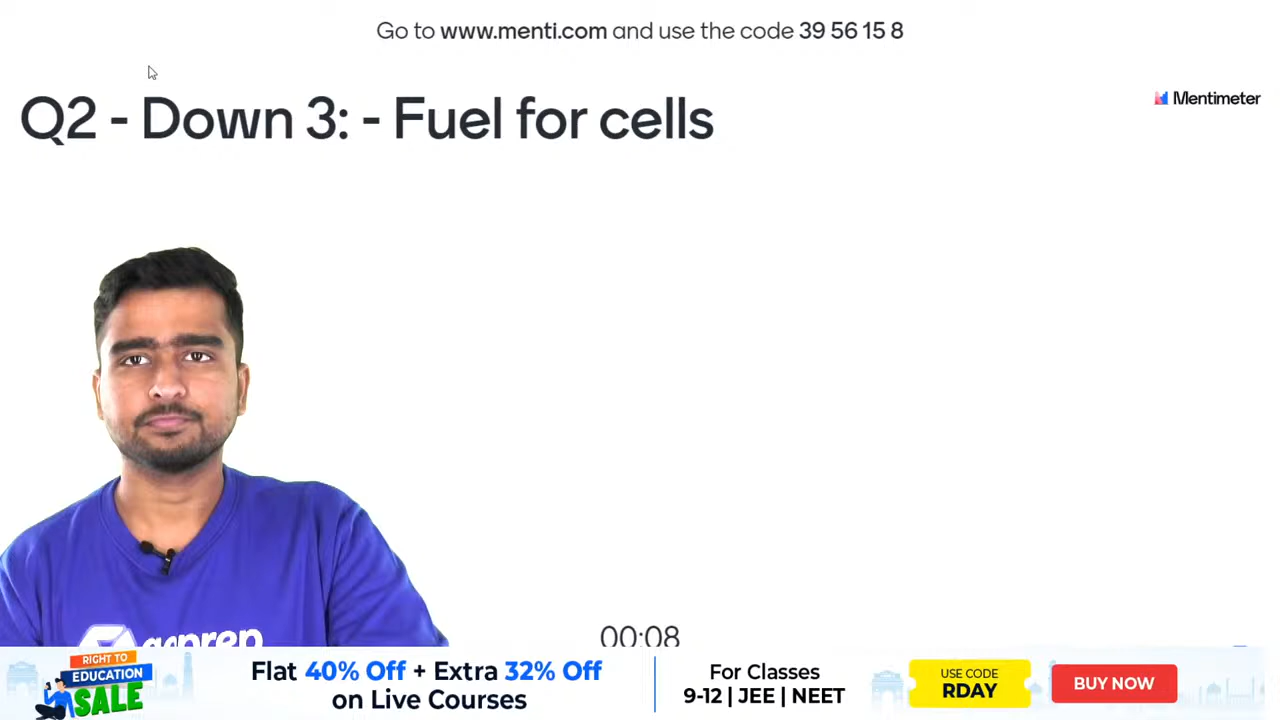 Go to www.menti.com and use the code 39 56 15 8
Mentimeter
Q2 - Down 3: - Fuel for cells
goprep
00:08
RIGHT TO
EDUCATION
SALE
Flat 40% Off + Extra 32% Off
on Live Courses
For Classes
9-12 | JEE | NEET
USE CODE
RDAY
BUY NOW